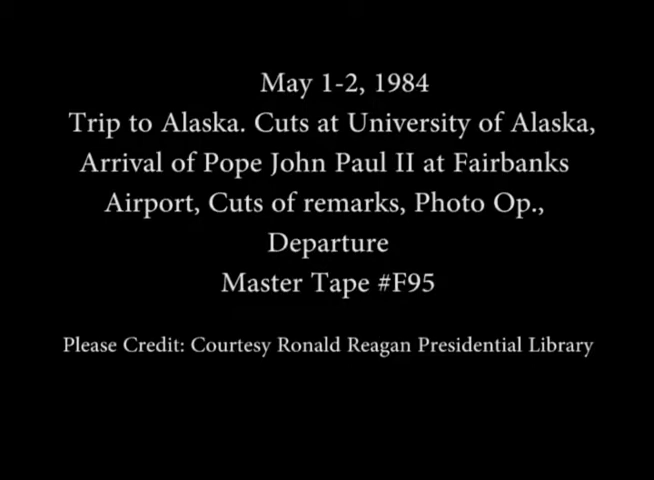 May 1-2, 1984
Trip to Alaska. Cuts at University of Alaska,
Arrival of Pope John Paul II at Fairbanks
Airport, Cuts of remarks, Photo Op.,
Departure
Master Tape #F95
Please Credit: Courtesy Ronald Reagan Presidential Library